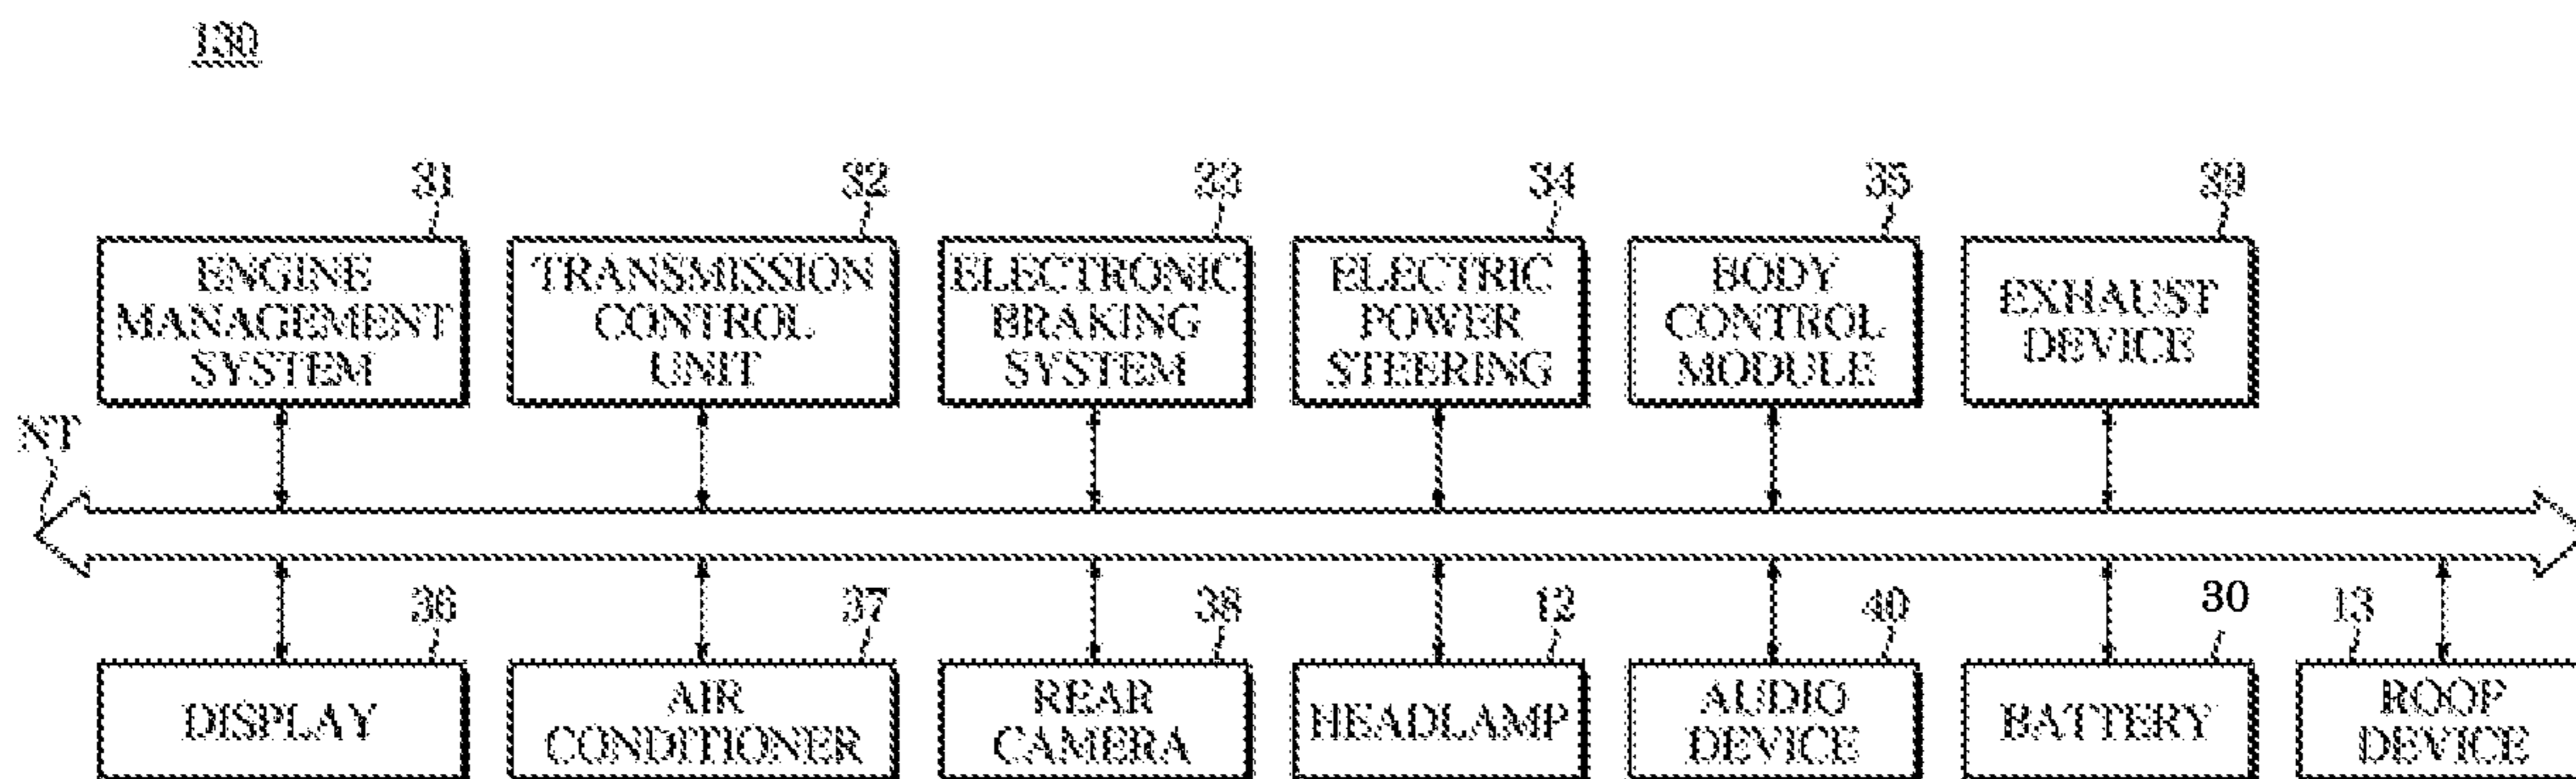 130
31
32
33
34
35
39
ENGINE
MANAGEMENT
SYSTEM
TRANSMISSION
CONTROL
UNIT
ELECTRONIC
BRAKING
SYSTEM
ELECTRIC
POWER
STEERING
BODY
CONTROL
MODULE
EXHAUST
DEVICE
NT
36
37
38
12
40
30
13
DISPLAY
AIR
CONDITIONER
REAR
CAMERA
HEADLAMP
AUDIO
DEVICE
BATTERY
ROOP
DEVICE